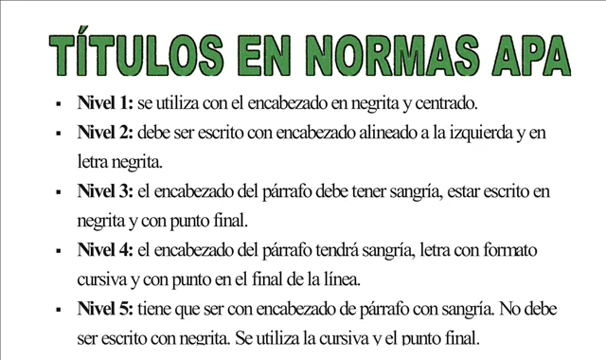 TÍTULOS EN NORMAS APA
▪ Nivel 1: se utiliza con el encabezado en negrita y centrado.
▪ Nivel 2: debe ser escrito con encabezado alineado a la izquierda y en
letra negrita.
▪ Nivel 3: el encabezado del párrafo debe tener sangría, estar escrito en
negrita y con punto final.
▪ Nivel 4: el encabezado del párrafo tendrá sangría, letra con formato
cursiva y con punto en el final de la línea.
▪ Nivel 5: tiene que ser con encabezado de párrafo con sangría. No debe
ser escrito con negrita. Se utiliza la cursiva y el punto final.